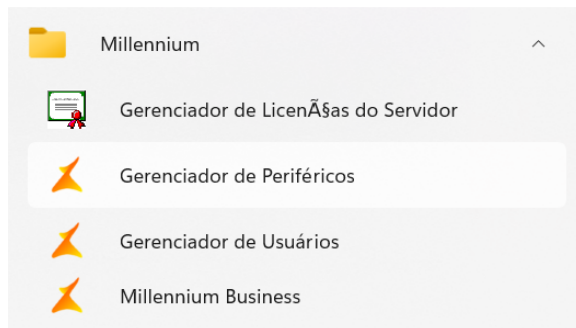 Millennium
Gerenciador de LicenÃ§as do Servidor
Gerenciador de Periféricos
Gerenciador de Usuários
Millennium Business